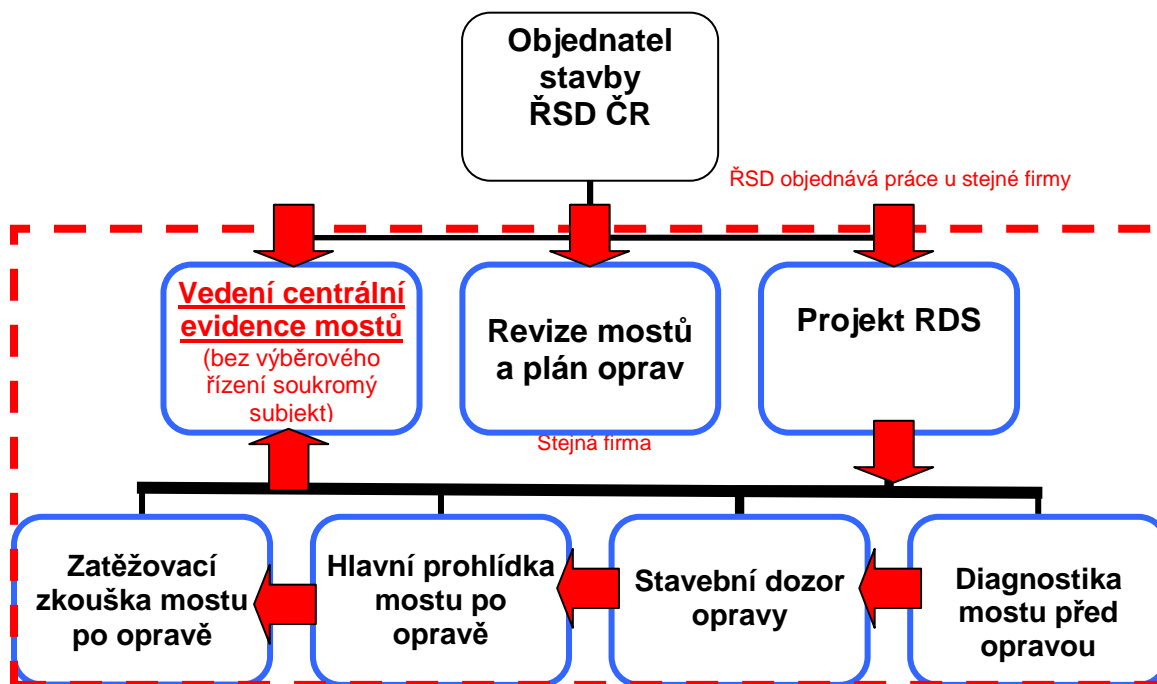 Objednatel
stavby
ŘSD ČR
ŘSD objednává práce u stejné firmy
Vedení centrální
evidence mostů
(bez výběrového
řízení soukromý
subjekt)
Revize mostů
a plán oprav
Projekt RDS
Stejná firma
Zatěžovací
zkouška mostu
po opravě
Hlavní prohlídka
mostu po
opravě
Stavební dozor
opravy
Diagnostika
mostu před
opravou